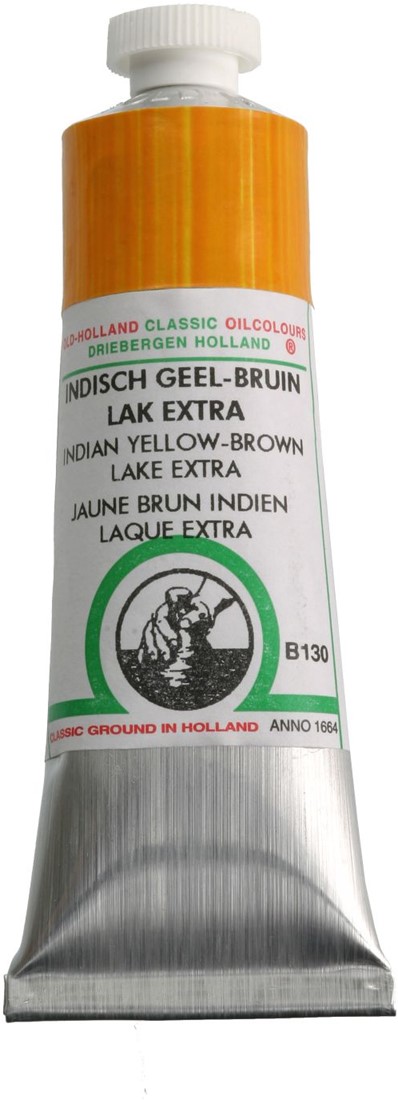 OLD-HOLLAND CLASSIC OILCOLOURS
DRIEBERGEN HOLLAND ®
INDISCH GEEL-BRUIN
LAK EXTRA
INDIAN YELLOW-BROWN
LAKE EXTRA
JAUNE BRUN INDIEN
LAQUE EXTRA
B130
CLASSIC GROUND IN HOLLAND ANNO 1664